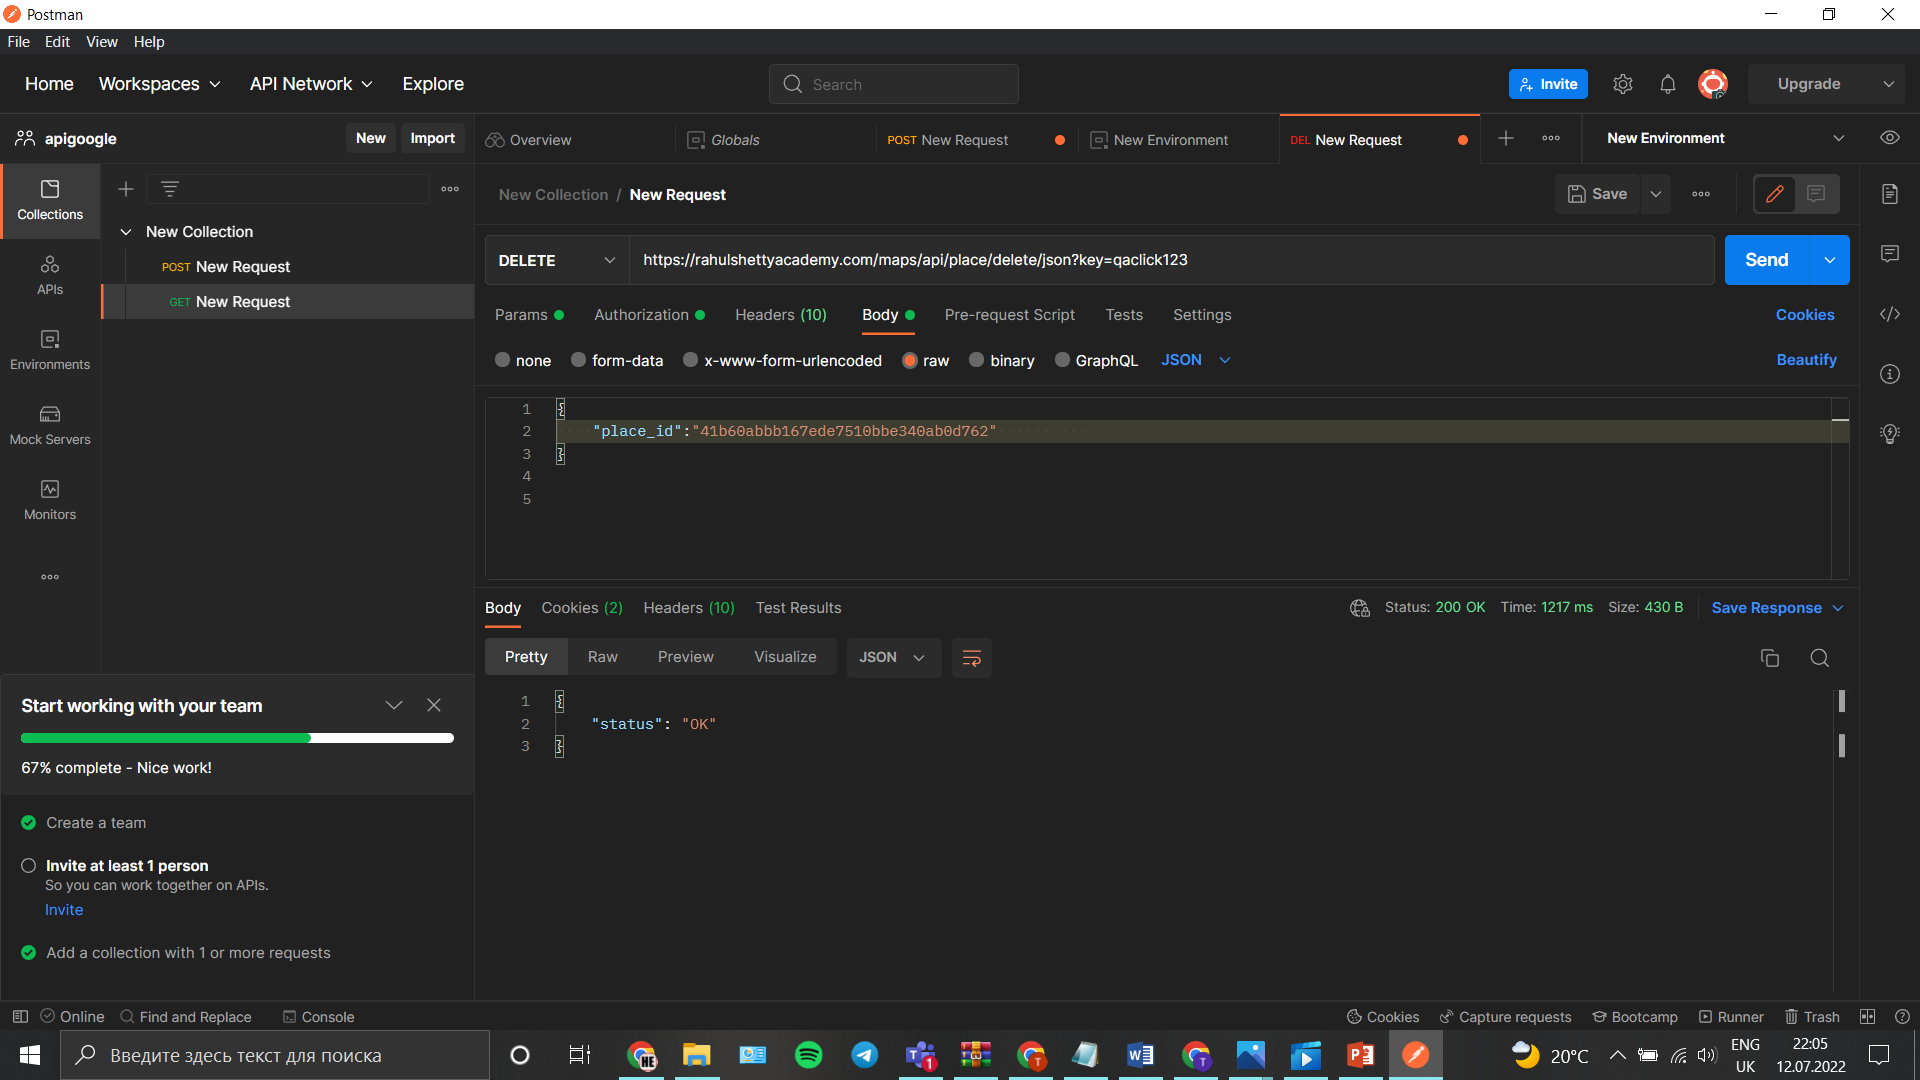 Postman
File Edit View Help
Home Workspaces API Network Explore Search Invite Upgrade
apigoogle New Import Overview Globals POST New Request New Environment DEL New Request New Environment
Collections
New Collection / New Request Save
New Collection
POST New Request
GET New Request
APIs
Environments
Mock Servers
Monitors
DELETE https://rahulshettyacademy.com/maps/api/place/delete/json?key=qaclick123 Send
Params Authorization Headers (10) Body Pre-request Script Tests Settings Cookies
none form-data x-www-form-urlencoded raw binary GraphQL JSON Beautify
1 {
2 "place_id":"41b60abbb167ede7510bbe340ab0d762"
3 }
4
5
Body Cookies (2) Headers (10) Test Results Status: 200 OK Time: 1217 ms Size: 430 B Save Response
Pretty Raw Preview Visualize JSON
1 {
2 "status": "OK"
3 }
Start working with your team
67% complete - Nice work!
Create a team
Invite at least 1 person
So you can work together on APIs.
Invite
Add a collection with 1 or more requests
Online Find and Replace Console Cookies Capture requests Bootcamp Runner Trash
Введите здесь текст для поиска
20°C
ENG
UK
22:05
12.07.2022